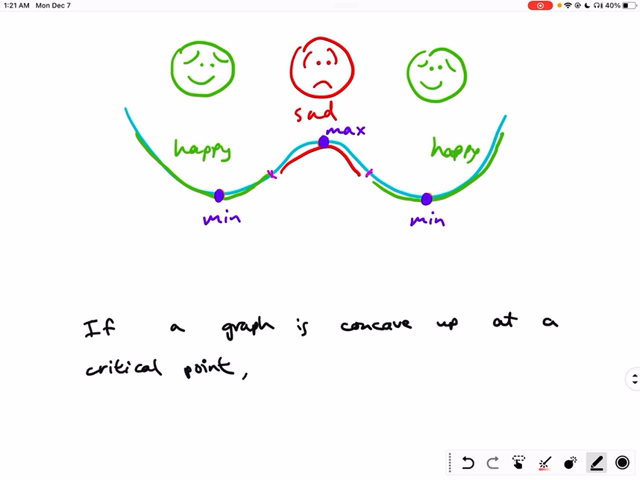 1:21 AM Mon Dec 7
40%
sad
max
happy
happy
min
min
If a graph is concave up at a
critical point,